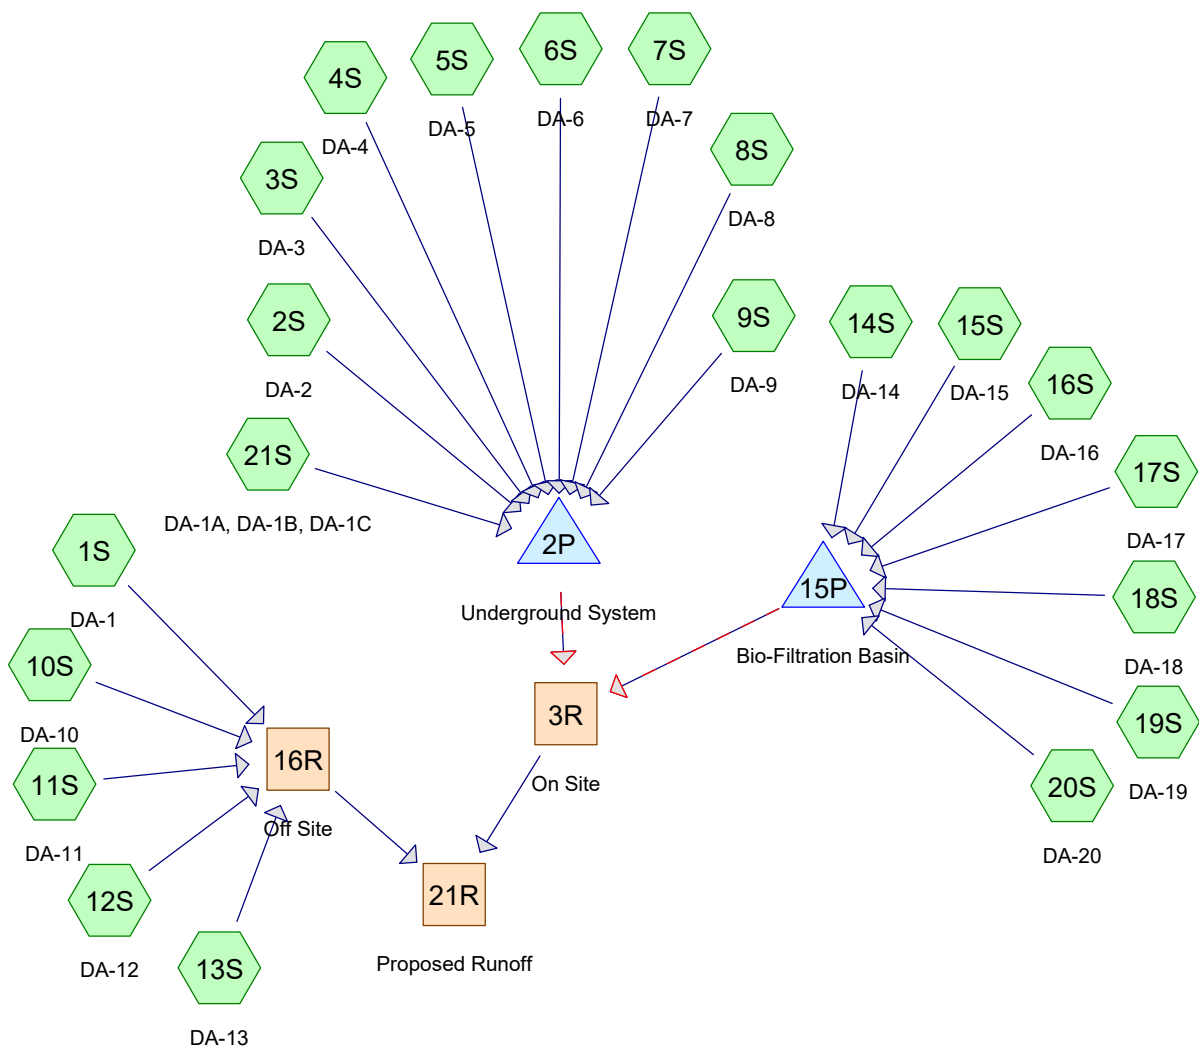 6S
7S
5S
4S
DA-6
DA-7
DA-5
DA-4
8S
3S
DA-8
DA-3
9S
2S
14S
15S
DA-9
DA-2
DA-14
DA-15
16S
DA-16
21S
DA-1A, DA-1B, DA-1C
17S
DA-17
1S
DA-1
2P
Underground System
15P
Bio-Filtration Basin
18S
DA-18
10S
DA-10
3R
On Site
19S
DA-19
16R
Off Site
11S
DA-11
20S
DA-20
12S
DA-12
21R
Proposed Runoff
13S
DA-13